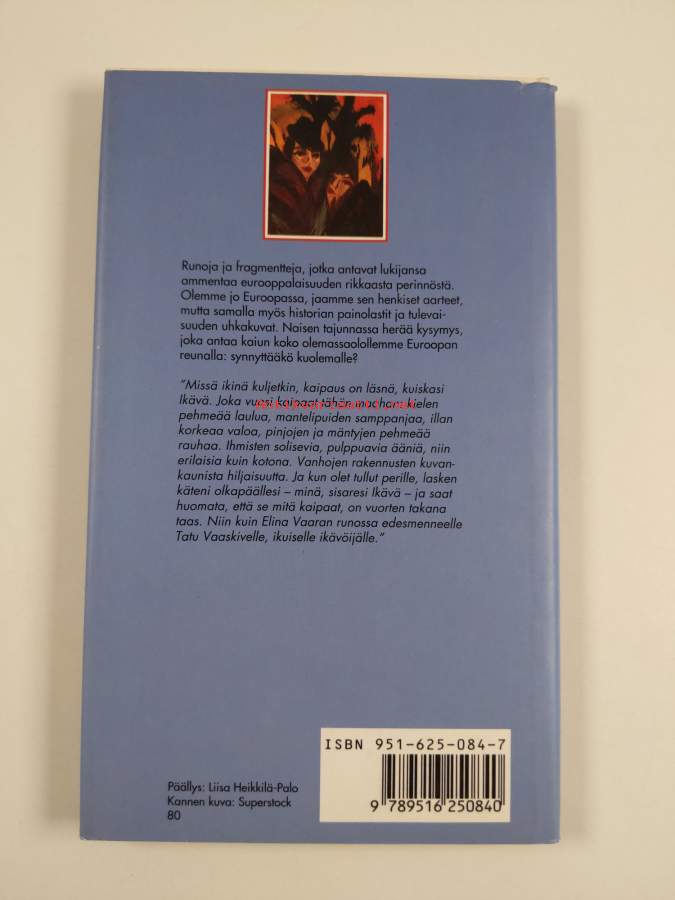 Runoja ja fragmentteja, jotka antavat lukijansa
ammentaa eurooppalaisuuden rikkaasta perinnöstä.
Olemme jo Euroopassa, jaamme sen henkiset aarteet,
mutta samalla myös historian painolastit ja tulevai-
suuden uhkakuvat. Naisen tajunnassa herää kysymys,
joka antaa kaiun koko olemassaolollemme Euroopan
reunalla: synnyttääkö kuolemalle?
"Missä ikinä kuljetkin, kaipaus on läsnä, kuiskasi
Ikävä. Joka vuosi kaipaat tähän outohon kielen
pehmeää laulua, mantelipuiden samppanjaa, illan
korkeaa valoa, pinjojen ja mäntyjen pehmeää
rauhaa. Ihmisten solisevia, pulppuavia ääniä, niin
erilaisia kuin kotona. Vanhojen rakennusten kuvan-
kaunista hiljaisuutta. Ja kun olet tullut perille, lasken
käteni olkapäällesi – minä, sisaresi Ikävä – ja saat
huomata, että se mitä kaipaat, on vuorten takana
taas. Niin kuin Elina Vaaran runossa edesmenneelle
Tatu Vaaskivelle, ikuiselle ikävöijälle."
ISBN 951-625-084-7
9 789516 250840
Päällys: Liisa Heikkilä-Palo
Kannen kuva: Superstock
80